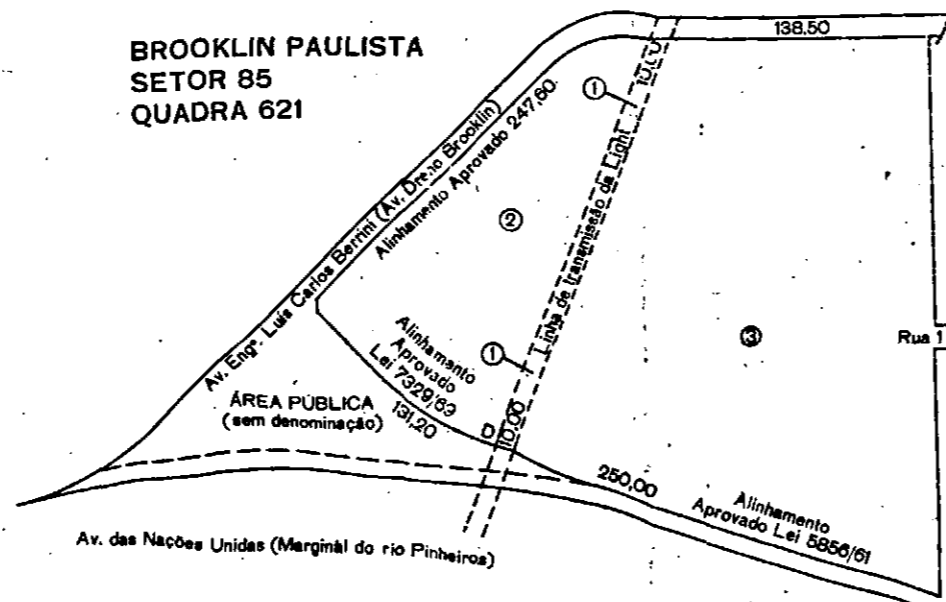 BROOKLIN PAULISTA
SETOR 85
QUADRA 621
138,50
10,00
1
Av. Engº. Luís Carlos Berrini (Av. Dreno Brooklin)
Alinhamento Aprovado 247,60
2
Linha de transmissão da Light
3
Rua 1
1
Alinhamento
Aprovado
Lei 7329/69
131,20
ÁREA PÚBLICA
(sem denominação)
D
10,00
250,00
Alinhamento
Aprovado Lei 5856/61
Av. das Nações Unidas (Marginal do rio Pinheiros)